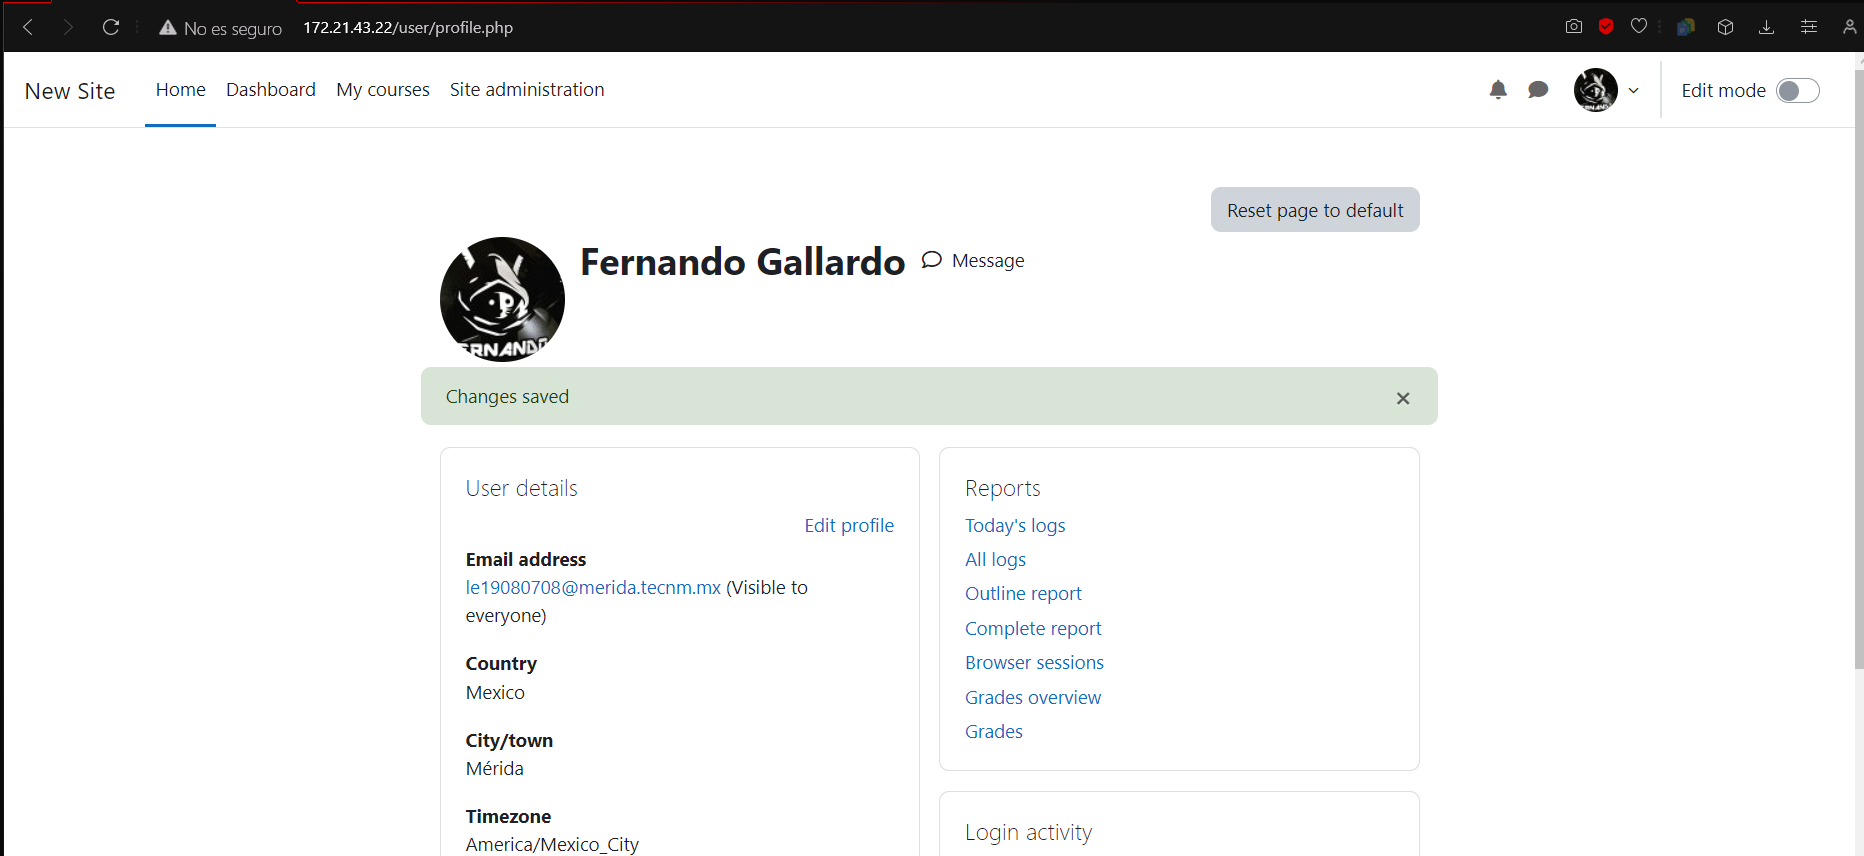 No es seguro 172.21.43.22/user/profile.php
New Site Home Dashboard My courses Site administration Edit mode
Reset page to default
Fernando Gallardo Message
Changes saved
User details
Edit profile
Email address
le19080708@merida.tecnm.mx (Visible to
everyone)
Country
Mexico
City/town
Mérida
Timezone
America/Mexico_City
Reports
Today's logs
All logs
Outline report
Complete report
Browser sessions
Grades overview
Grades
Login activity